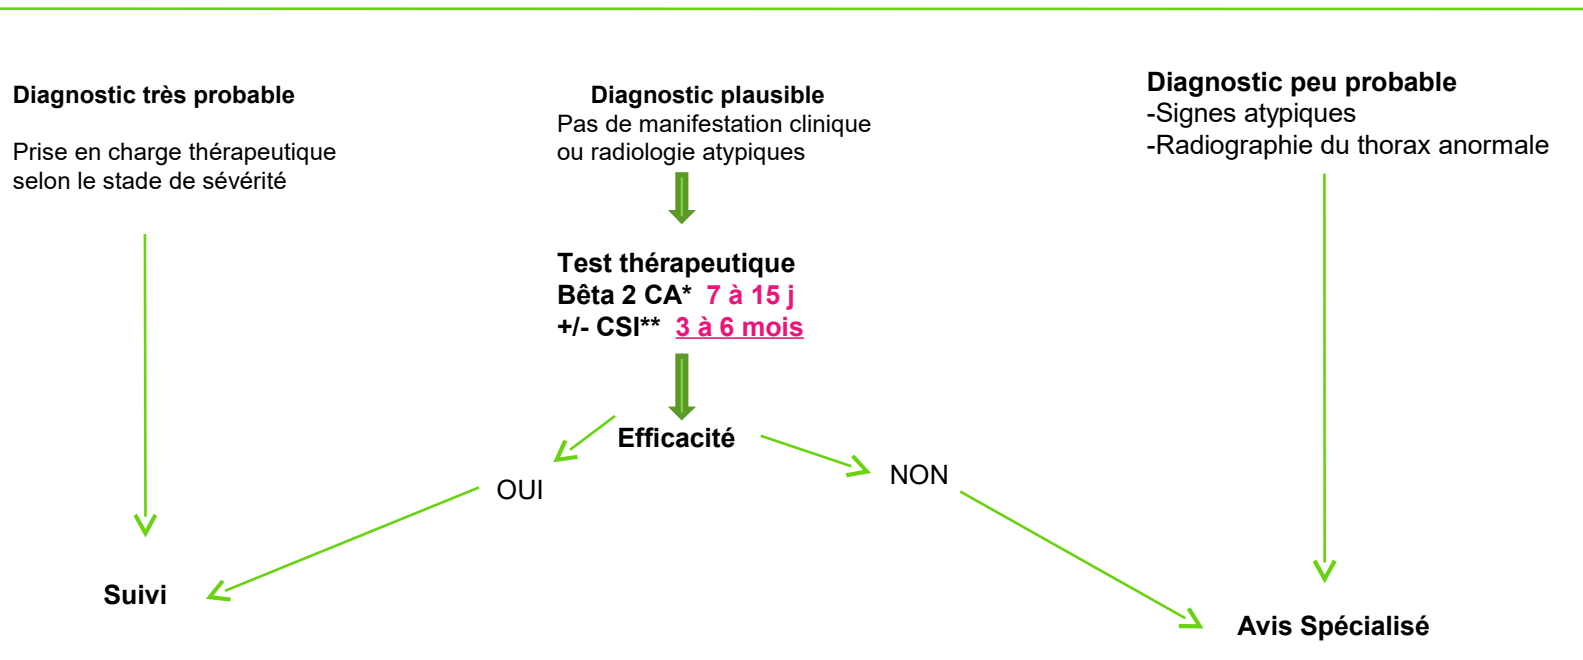 Diagnostic très probable
Prise en charge thérapeutique
selon le stade de sévérité
Diagnostic plausible
Pas de manifestation clinique
ou radiologie atypiques
Diagnostic peu probable
-Signes atypiques
-Radiographie du thorax anormale
Test thérapeutique
Bêta 2 CA* 7 à 15 j
+/- CSI** 3 à 6 mois
Efficacité
OUI
NON
Suivi
Avis Spécialisé